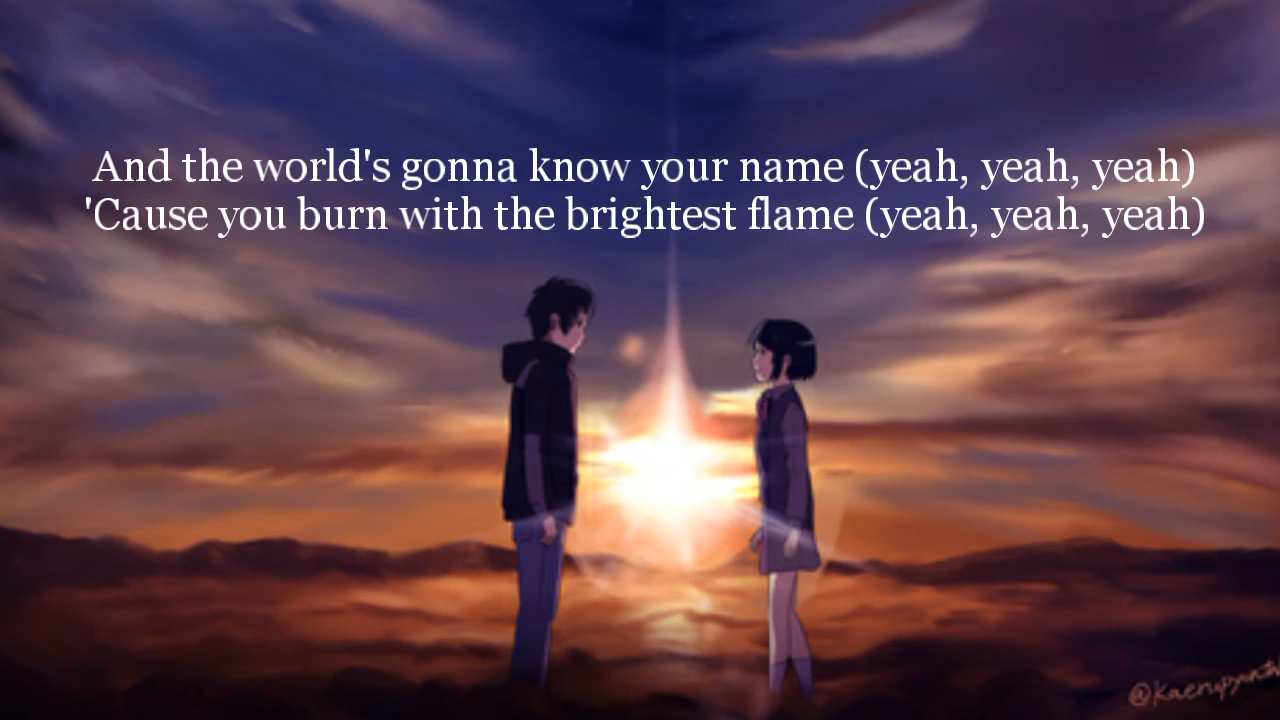 And the world's gonna know your name (yeah, yeah, yeah)
'Cause you burn with the brightest flame (yeah, yeah, yeah)